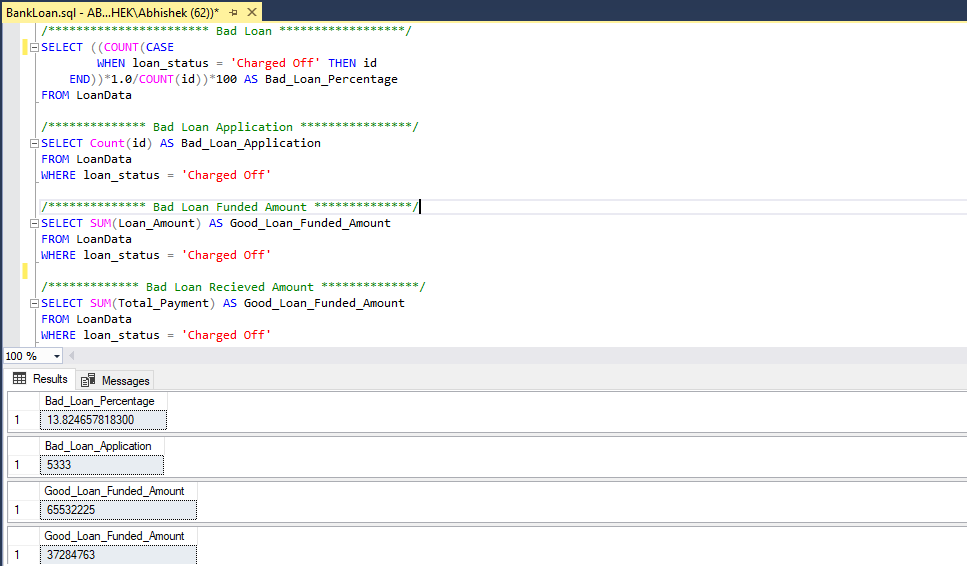 BankLoan.sql - AB...HEK\Abhishek (62))*
/*********************** Bad Loan ******************/
SELECT ((COUNT(CASE
WHEN loan_status = 'Charged Off' THEN id
END))*1.0/COUNT(id))*100 AS Bad_Loan_Percentage
FROM LoanData
/************** Bad Loan Application ****************/
SELECT Count(id) AS Bad_Loan_Application
FROM LoanData
WHERE loan_status = 'Charged Off'
/************** Bad Loan Funded Amount **************/
SELECT SUM(Loan_Amount) AS Good_Loan_Funded_Amount
FROM LoanData
WHERE loan_status = 'Charged Off'
/************* Bad Loan Recieved Amount **************/
SELECT SUM(Total_Payment) AS Good_Loan_Funded_Amount
FROM LoanData
WHERE loan_status = 'Charged Off'
100 %
Results Messages
Bad_Loan_Percentage
1 13.824657818300
Bad_Loan_Application
1 5333
Good_Loan_Funded_Amount
1 65532225
Good_Loan_Funded_Amount
1 37284763